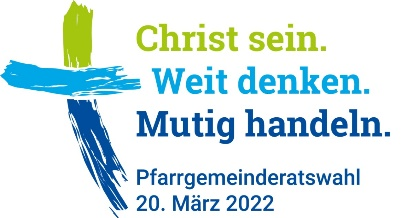 Christ sein.
Weit denken.
Mutig handeln.
Pfarrgemeinderatswahl
20. März 2022